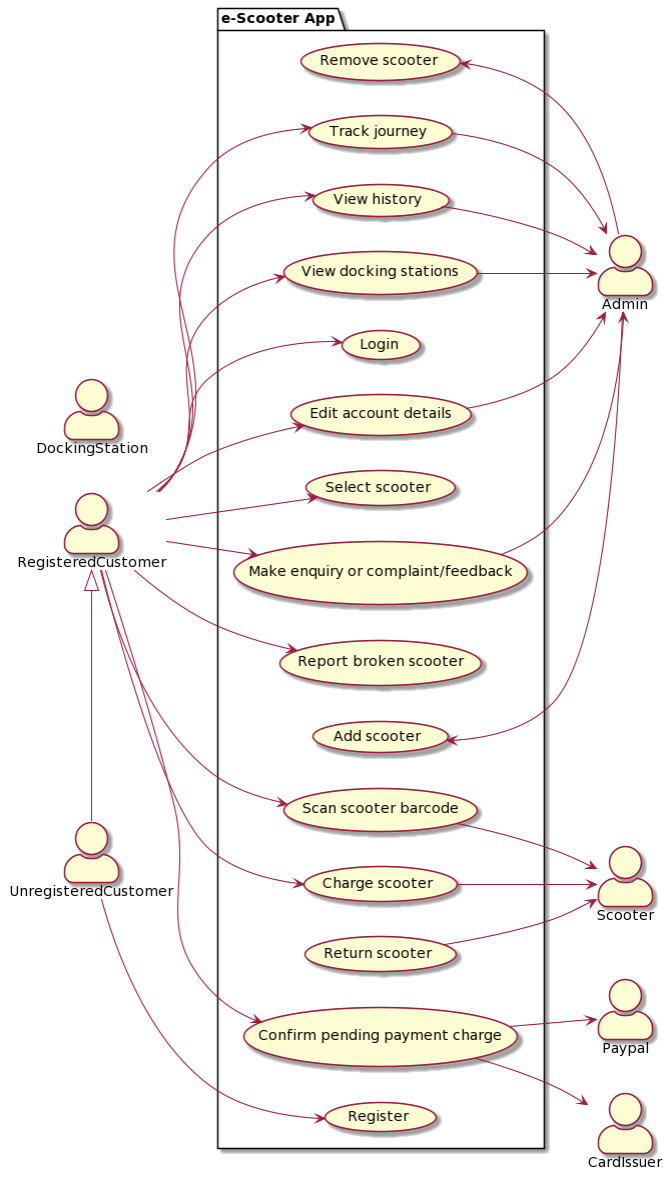 e-Scooter App
Remove scooter
Track journey
View history
View docking stations
Admin
Login
Edit account details
DockingStation
Select scooter
RegisteredCustomer
Make enquiry or complaint/feedback
Report broken scooter
Add scooter
Scan scooter barcode
Charge scooter
UnregisteredCustomer
Scooter
Return scooter
Confirm pending payment charge
Paypal
Register
CardIssuer